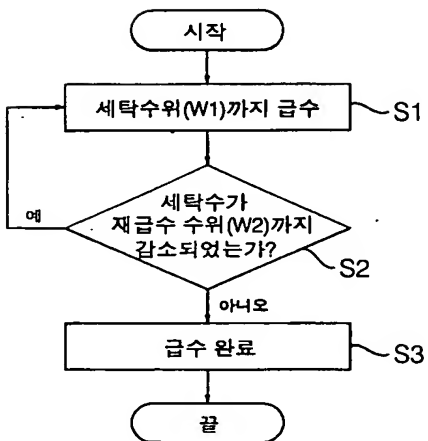 시작
세탁수위(W1)까지 급수
S1
세탁수가
재급수 수위(W2)까지
감소되었는가?
예
S2
아니오
급수 완료
S3
끝